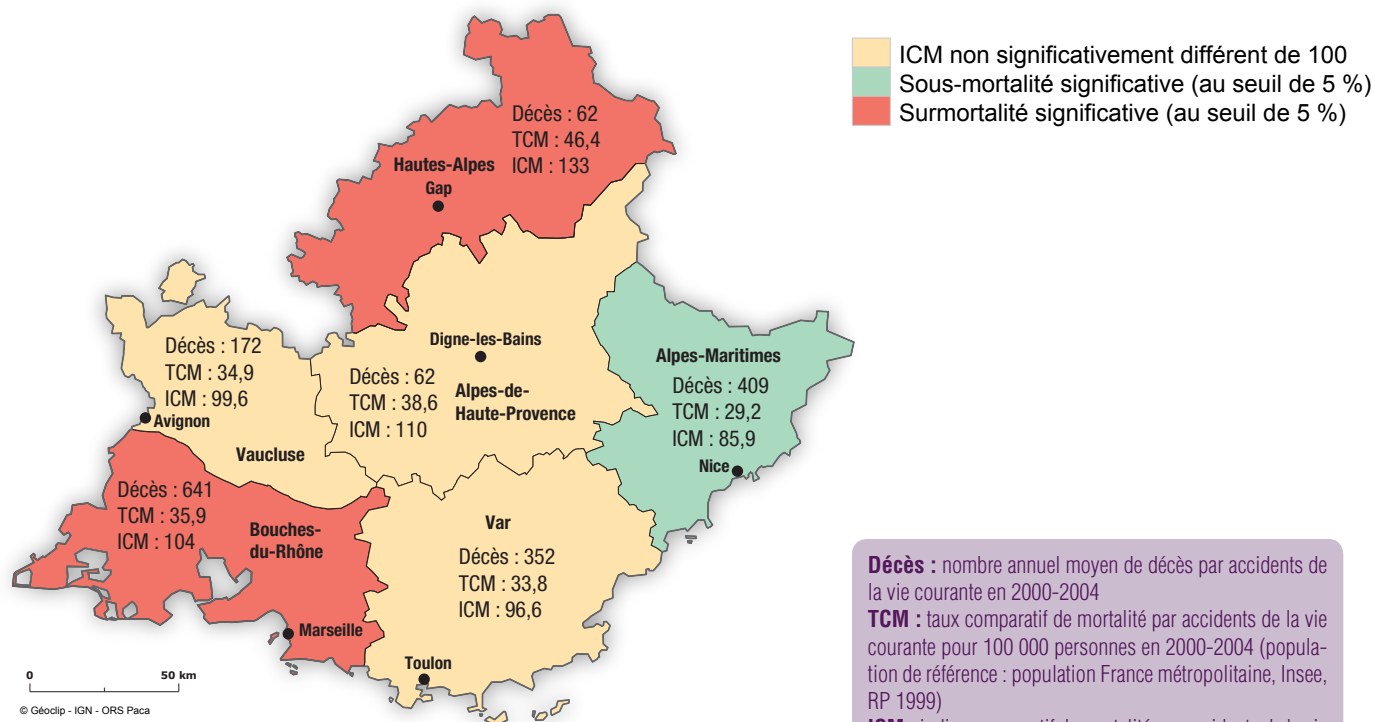 ICM non significativement différent de 100
Sous-mortalité significative (au seuil de 5 %)
Surmortalité significative (au seuil de 5 %)
Décès : 62
TCM : 46,4
ICM : 133
Hautes-Alpes
Gap
Décès : 172
TCM : 34,9
ICM : 99,6
Avignon
Vaucluse
Digne-les-Bains
Décès : 62
TCM : 38,6
ICM : 110
Alpes-de-
Haute-Provence
Alpes-Maritimes
Décès : 409
TCM : 29,2
ICM : 85,9
Nice
Décès : 641
TCM : 35,9
ICM : 104
Bouches-
du-Rhône
Marseille
Var
Décès : 352
TCM : 33,8
ICM : 96,6
Toulon
0 50 km
© Géoclip - IGN - ORS Paca
Décès : nombre annuel moyen de décès par accidents de
la vie courante en 2000-2004
TCM : taux comparatif de mortalité par accidents de la vie
courante pour 100 000 personnes en 2000-2004 (popula-
tion de référence : population France métropolitaine, Insee,
RP 1999)